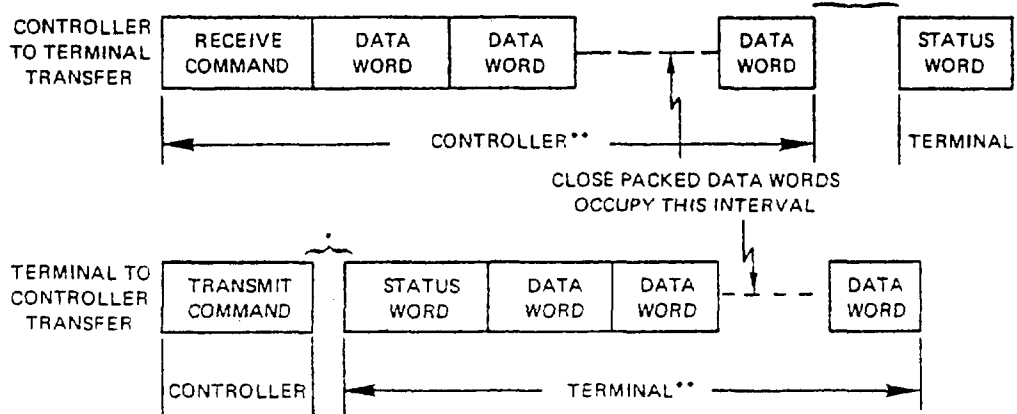 CONTROLLER
TO TERMINAL
TRANSFER
RECEIVE
COMMAND
DATA
WORD
DATA
WORD
DATA
WORD
STATUS
WORD
CONTROLLER**
TERMINAL
CLOSE PACKED DATA WORDS
OCCUPY THIS INTERVAL
*
TERMINAL TO
CONTROLLER
TRANSFER
TRANSMIT
COMMAND
STATUS
WORD
DATA
WORD
DATA
WORD
DATA
WORD
CONTROLLER
TERMINAL**